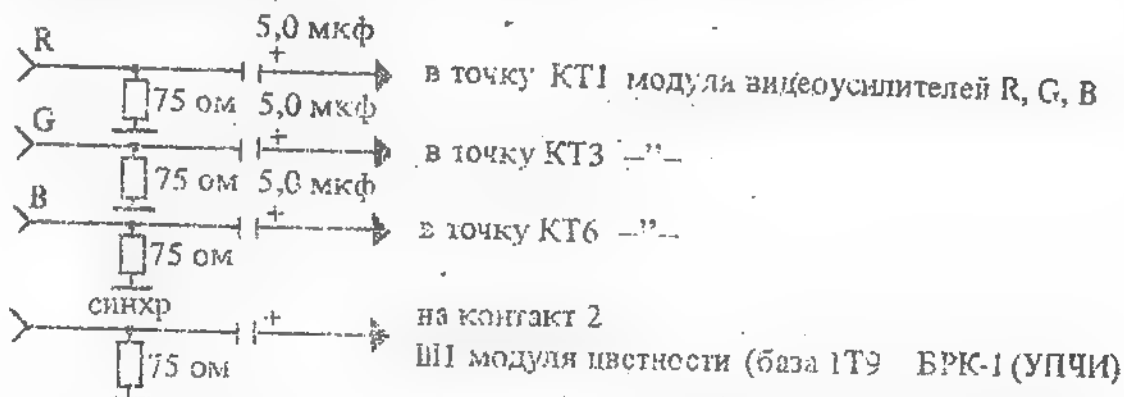 5,0 мкф
R
+
в точку КТ1 модула видеоусилителей R, G, B
75 ом 5,0 мкф
G
+
в точку КТ3 –”–
75 ом 5,0 мкф
B
+
в точку КТ6 –”–
75 ом
синхр
+
на контакт 2
75 ом
Ш1 модуля цветности (база 1Т9 БРК-1 (УПЧИ)